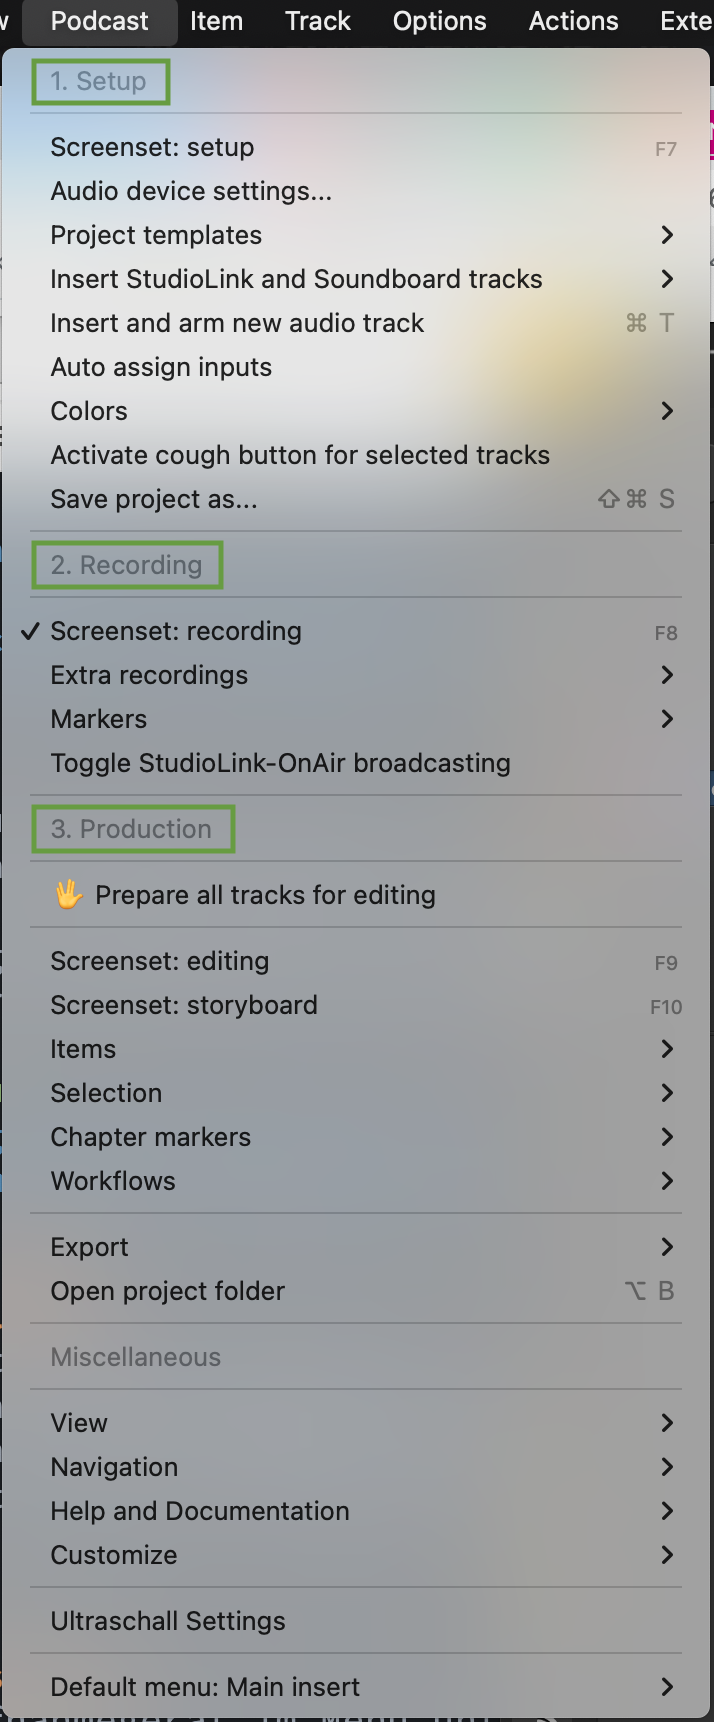 Podcast Item Track Options Actions Exte
1. Setup
Screenset: setup F7
Audio device settings...
Project templates
Insert StudioLink and Soundboard tracks
Insert and arm new audio track ⌘ T
Auto assign inputs
Colors
Activate cough button for selected tracks
Save project as... ⇧⌘ S
2. Recording
✓ Screenset: recording F8
Extra recordings
Markers
Toggle StudioLink-OnAir broadcasting
3. Production
🖖 Prepare all tracks for editing
Screenset: editing F9
Screenset: storyboard F10
Items
Selection
Chapter markers
Workflows
Export
Open project folder ⌥ B
Miscellaneous
View
Navigation
Help and Documentation
Customize
Ultraschall Settings
Default menu: Main insert